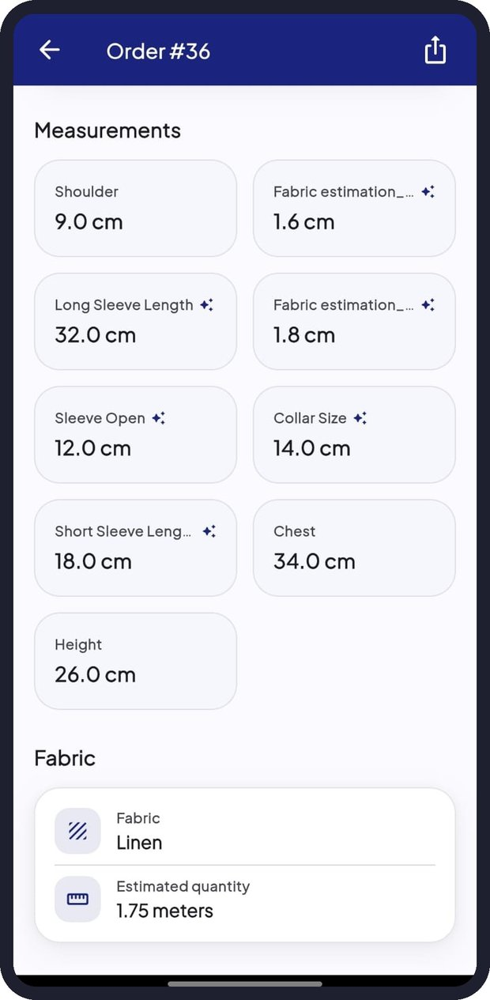 Order #36
Measurements
Shoulder
9.0 cm
Fabric estimation_...
1.6 cm
Long Sleeve Length
32.0 cm
Fabric estimation_...
1.8 cm
Sleeve Open
12.0 cm
Collar Size
14.0 cm
Short Sleeve Leng...
18.0 cm
Chest
34.0 cm
Height
26.0 cm
Fabric
Fabric
Linen
Estimated quantity
1.75 meters